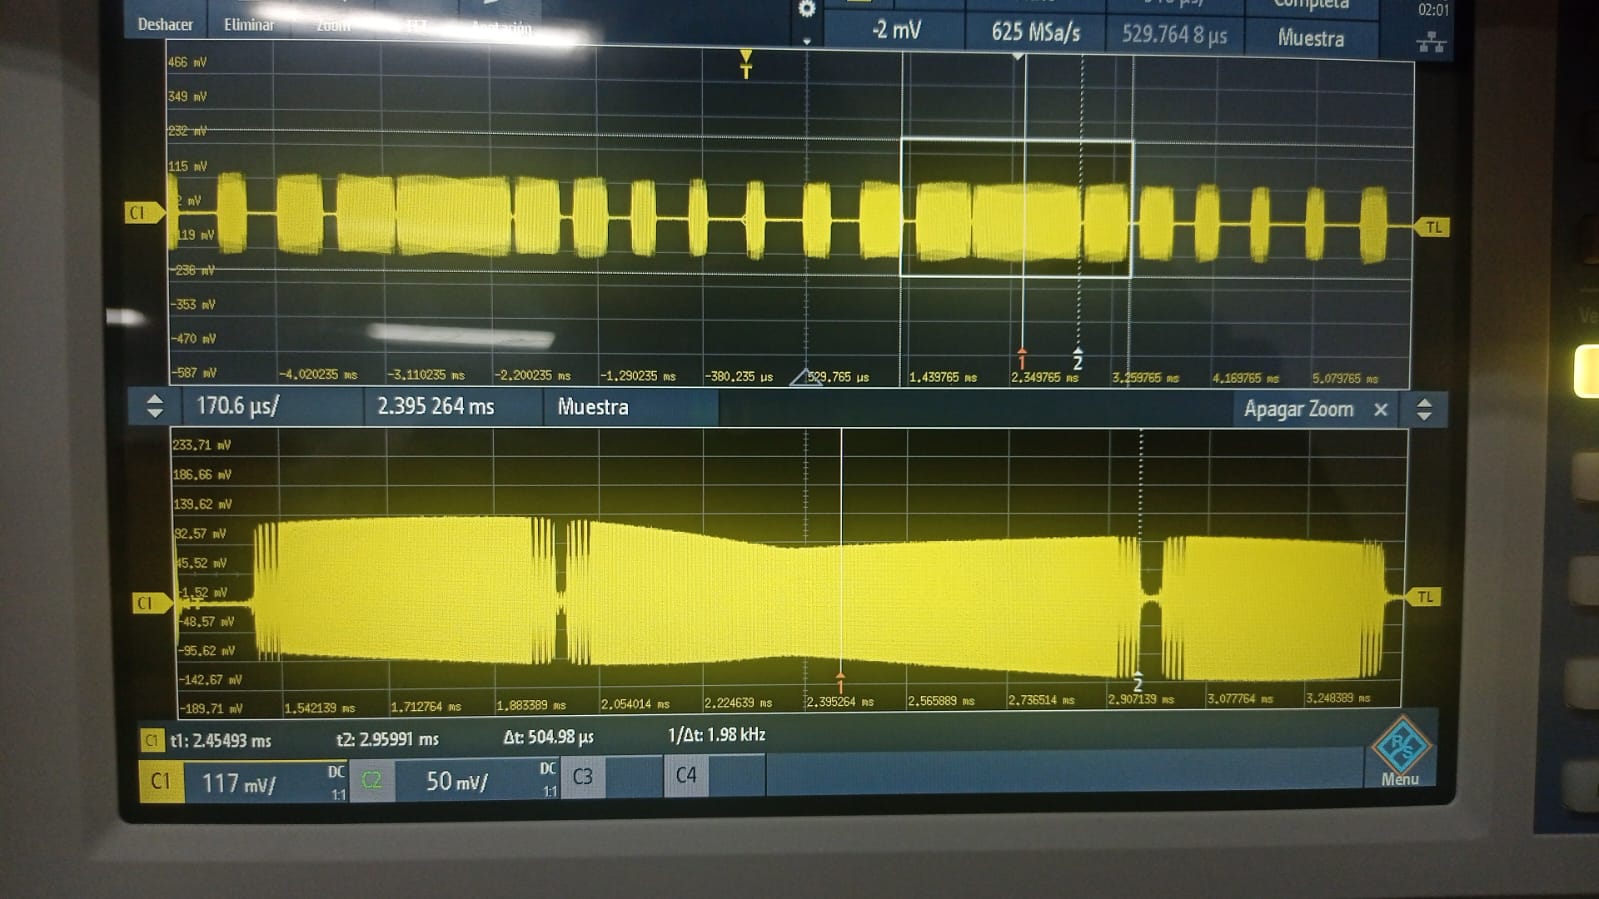 Deshacer Eliminar Zoom FFT Anotación -2 mV 625 MSa/s 529.764 8 µs Completa Muestra 02:01
T
466 mV
349 mV
232 mV
115 mV
-2 mV
C1 TL
-119 mV
-236 mV
-353 mV
-470 mV
1 2
-587 mV -4.020235 ms -3.110235 ms -2.200235 ms -1.290235 ms -380.235 µs 529.765 µs 1.439765 ms 2.349765 ms 3.259765 ms 4.169765 ms 5.079765 ms
170.6 µs/ 2.395 264 ms Muestra Apagar Zoom ×
233.71 mV
186.66 mV
139.62 mV
92.57 mV
45.52 mV
-1.52 mV
C1 TL
-48.57 mV
-95.62 mV
-142.67 mV
1 2
-189.71 mV 1.542139 ms 1.712764 ms 1.883389 ms 2.054014 ms 2.224639 ms 2.395264 ms 2.565889 ms 2.736514 ms 2.907139 ms 3.077764 ms 3.248389 ms
C1 t1: 2.45493 ms t2: 2.95991 ms Δt: 504.98 µs 1/Δt: 1.98 kHz
C1 117 mV/ DC 1:1 C2 50 mV/ DC 1:1 C3 C4
R&S
Menu